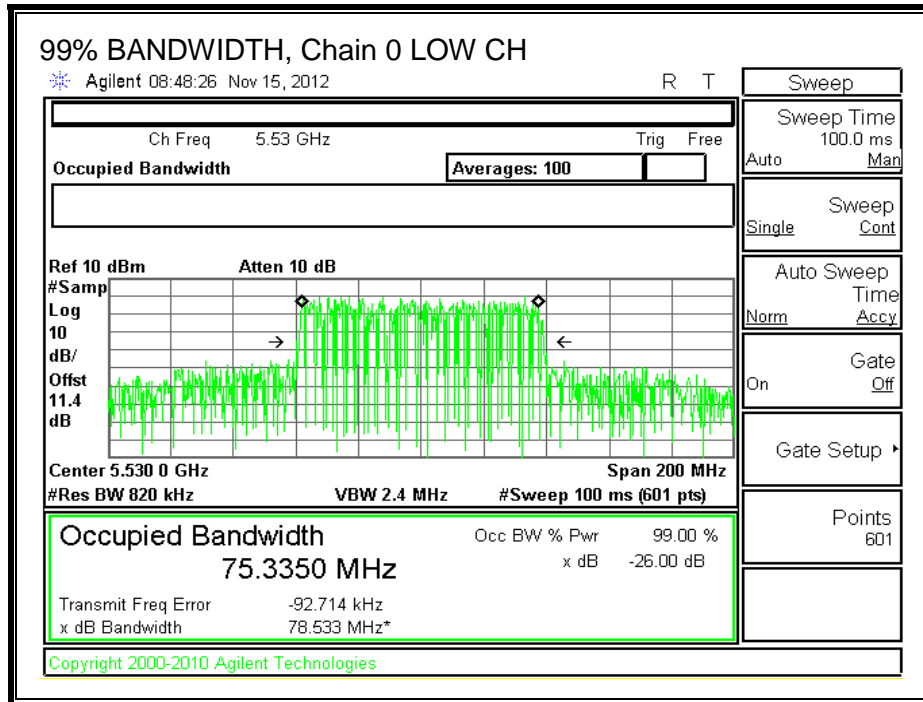 99% BANDWIDTH, Chain 0 LOW CH
Agilent 08:48:26 Nov 15, 2012 R T
Ch Freq 5.53 GHz Trig Free
Occupied Bandwidth Averages: 100
Ref 10 dBm Atten 10 dB
#Samp
Log
10
dB/
Offst
11.4
dB
Center 5.530 0 GHz Span 200 MHz
#Res BW 820 kHz VBW 2.4 MHz #Sweep 100 ms (601 pts)
Occupied Bandwidth Occ BW % Pwr 99.00 %
75.3350 MHz x dB -26.00 dB
Transmit Freq Error -92.714 kHz
x dB Bandwidth 78.533 MHz*
Copyright 2000-2010 Agilent Technologies
Sweep
Sweep Time
100.0 ms
Auto Man
Sweep
Single Cont
Auto Sweep
Time
Norm Accy
Gate
On Off
Gate Setup
Points
601